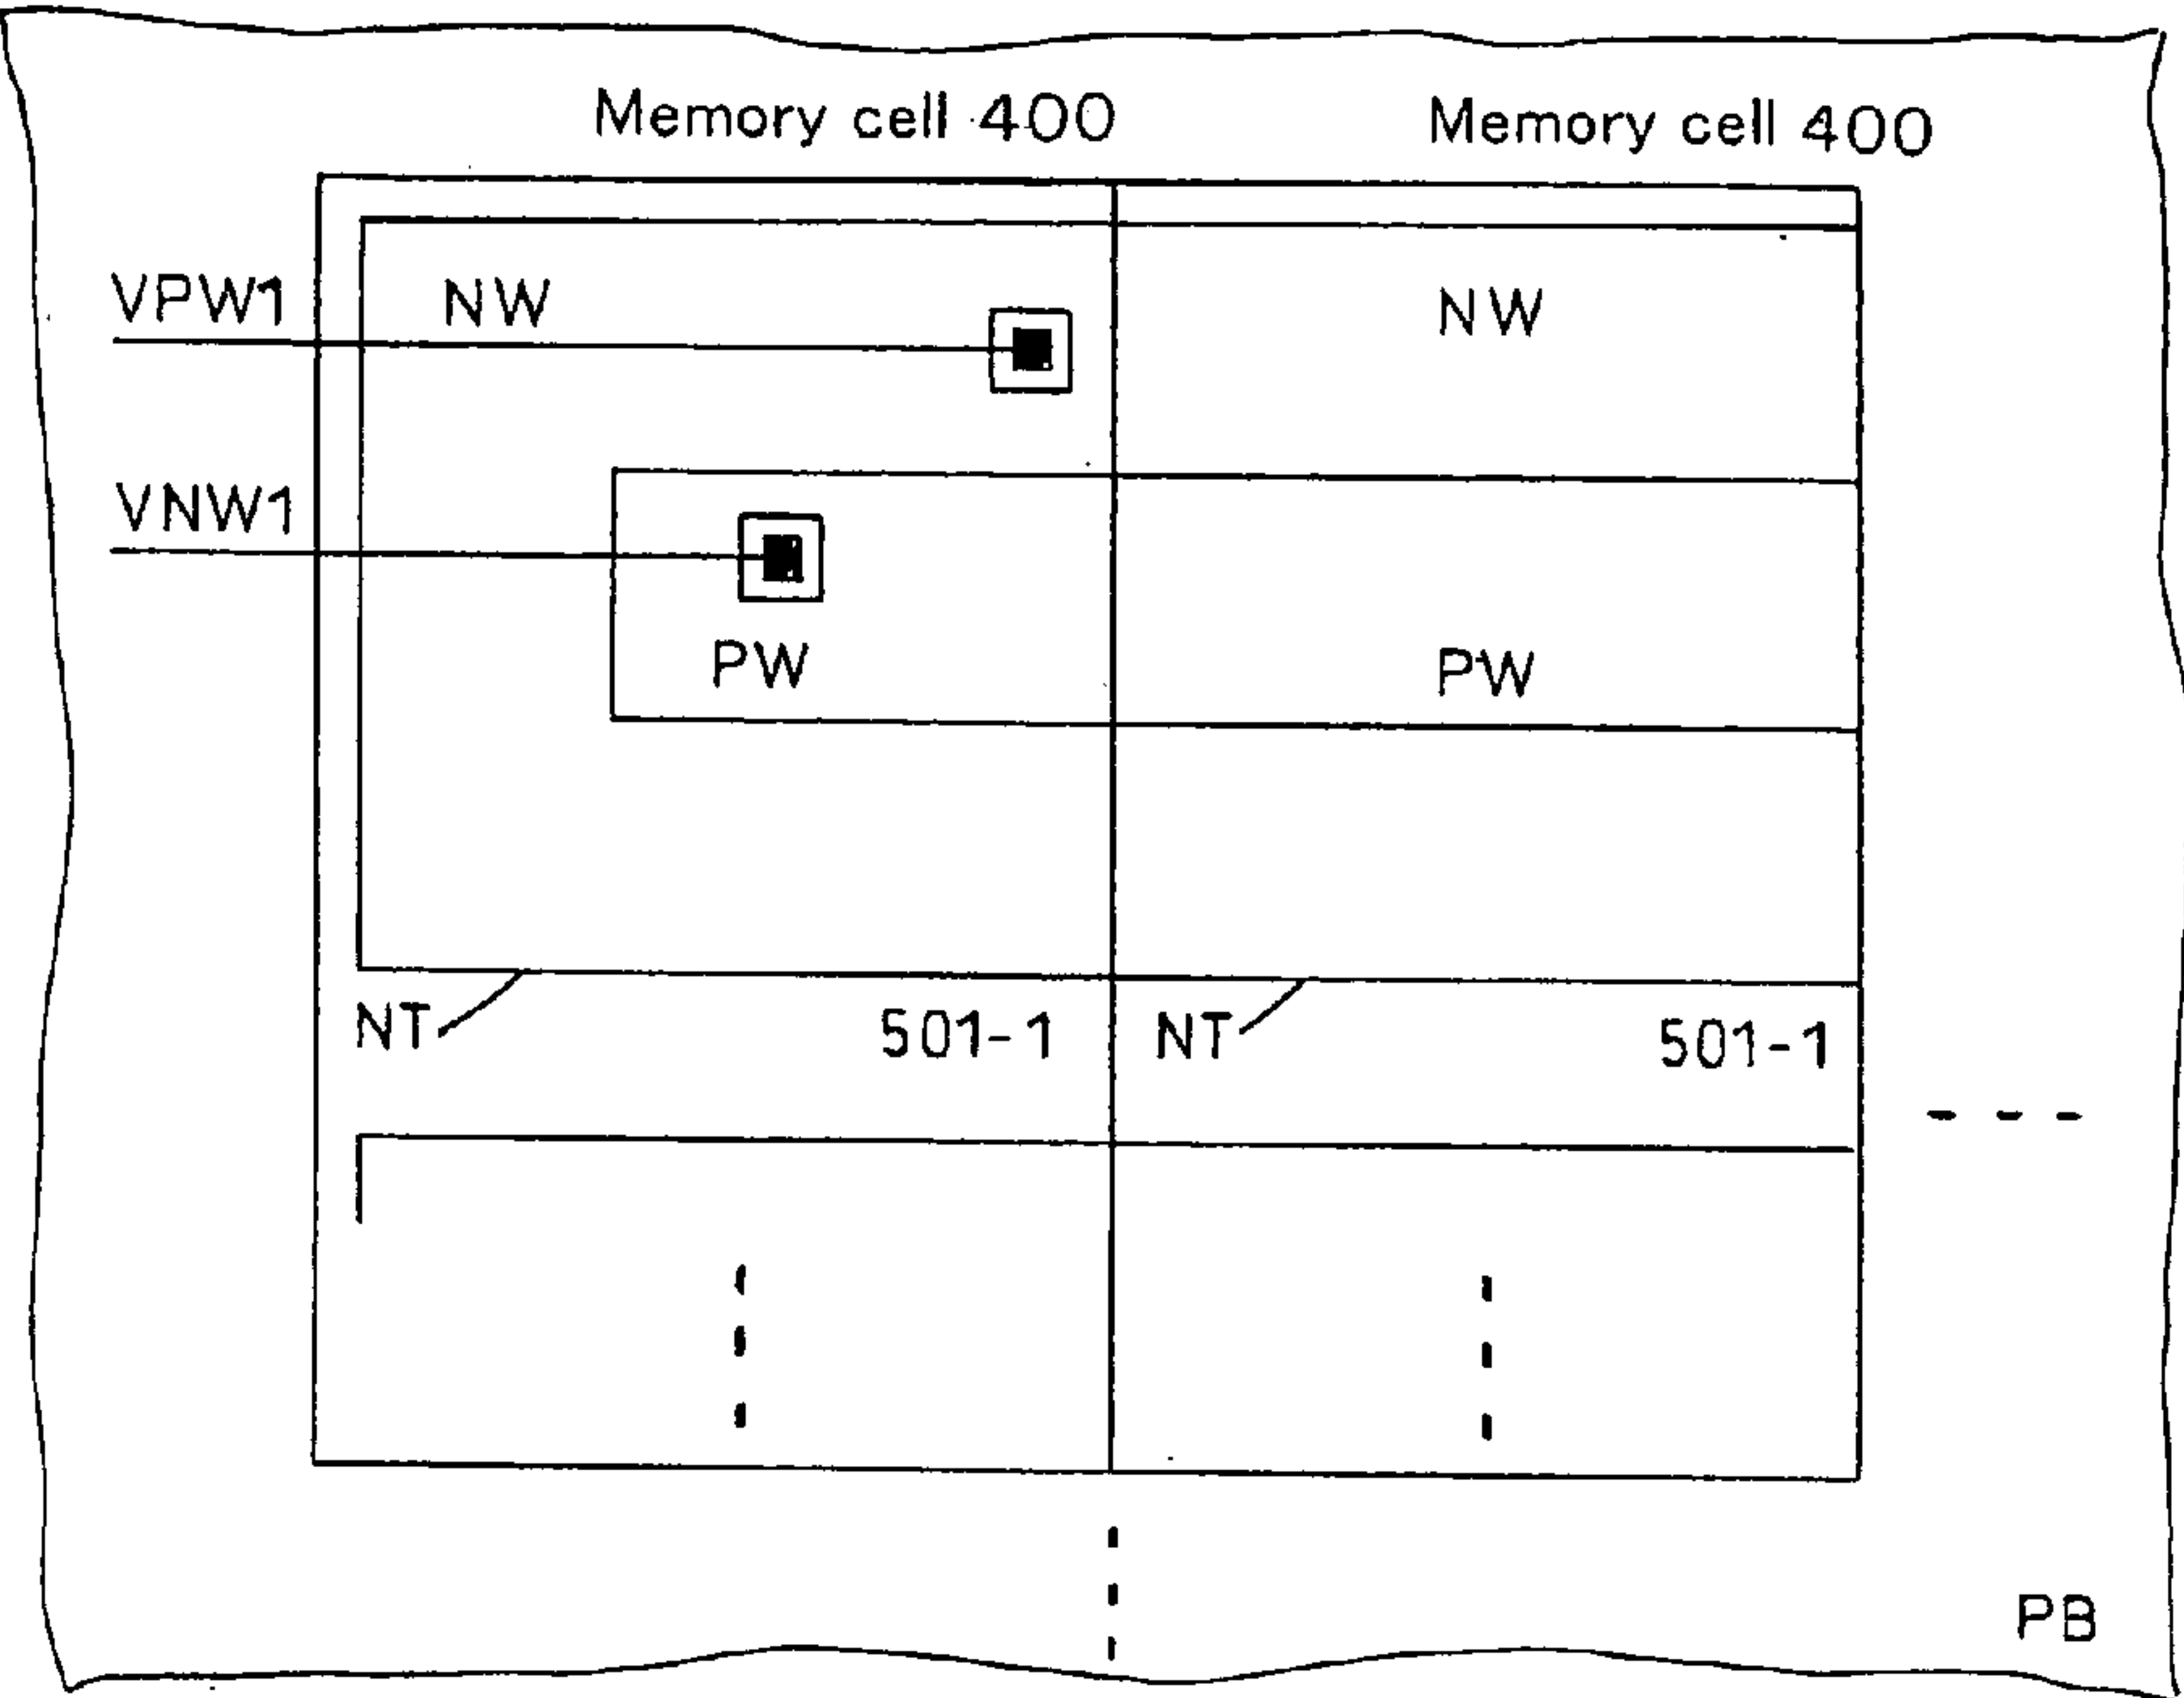 Memory cell 400
Memory cell 400
VPW1
NW
NW
VNW1
PW
PW
NT
501-1
NT
501-1
PB